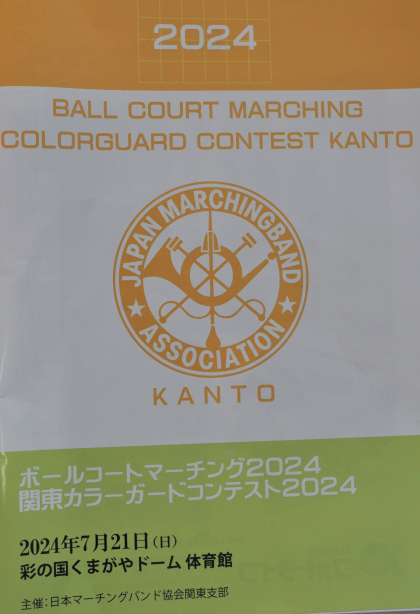 2024
BALL COURT MARCHING
COLORGUARD CONTEST KANTO
JAPAN MARCHINGBAND
ASSOCIATION
KANTO
ボールコートマーチング2024
関東カラーガードコンテスト2024
2024年7月21日(日)
彩の国くまがやドーム 体育館
主催:日本マーチングバンド協会関東支部